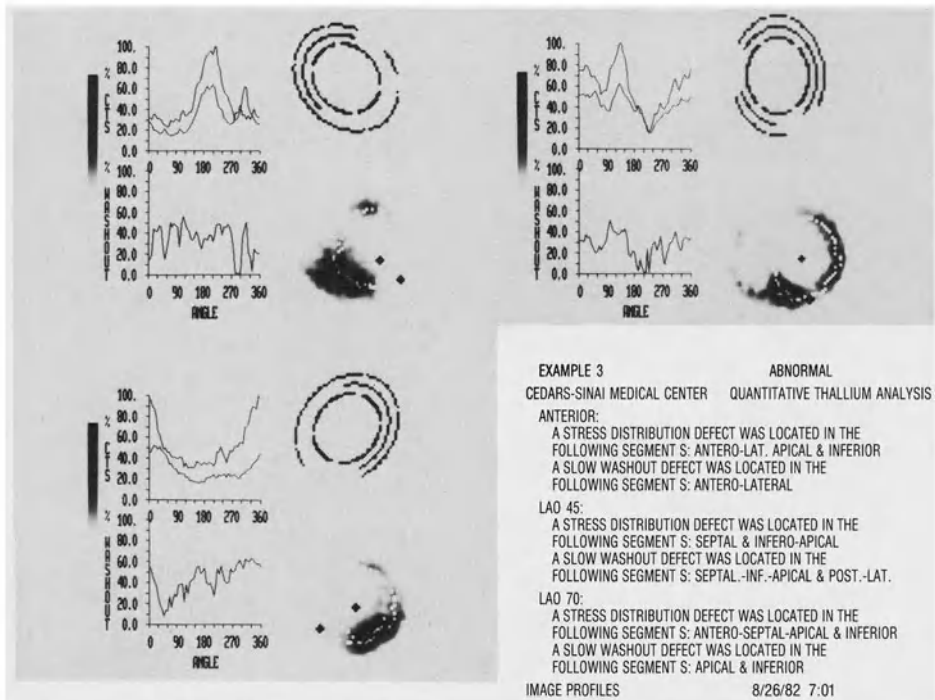 100.
80.0
60.0
40.0
20.0
0.0
% CTS
0 90 180 270 360
100.
80.0
60.0
40.0
20.0
0.0
% WASHOUT
0 90 180 270 360
ANGLE
100.
80.0
60.0
40.0
20.0
0.0
% CTS
0 90 180 270 360
100.
80.0
60.0
40.0
20.0
0.0
% WASHOUT
0 90 180 270 360
ANGLE
100.
80.0
60.0
40.0
20.0
0.0
% CTS
0 90 180 270 360
100.
80.0
60.0
40.0
20.0
0.0
% WASHOUT
0 90 180 270 360
ANGLE
EXAMPLE 3 ABNORMAL
CEDARS-SINAI MEDICAL CENTER QUANTITATIVE THALLIUM ANALYSIS
ANTERIOR:
A STRESS DISTRIBUTION DEFECT WAS LOCATED IN THE
FOLLOWING SEGMENT S: ANTERO-LAT. APICAL & INFERIOR
A SLOW WASHOUT DEFECT WAS LOCATED IN THE
FOLLOWING SEGMENT S: ANTERO-LATERAL
LAO 45:
A STRESS DISTRIBUTION DEFECT WAS LOCATED IN THE
FOLLOWING SEGMENT S: SEPTAL & INFERO-APICAL
A SLOW WASHOUT DEFECT WAS LOCATED IN THE
FOLLOWING SEGMENT S: SEPTAL.-INF.-APICAL & POST.-LAT.
LAO 70:
A STRESS DISTRIBUTION DEFECT WAS LOCATED IN THE
FOLLOWING SEGMENT S: ANTERO-SEPTAL-APICAL & INFERIOR
A SLOW WASHOUT DEFECT WAS LOCATED IN THE
FOLLOWING SEGMENT S: APICAL & INFERIOR
IMAGE PROFILES 8/26/82 7:01